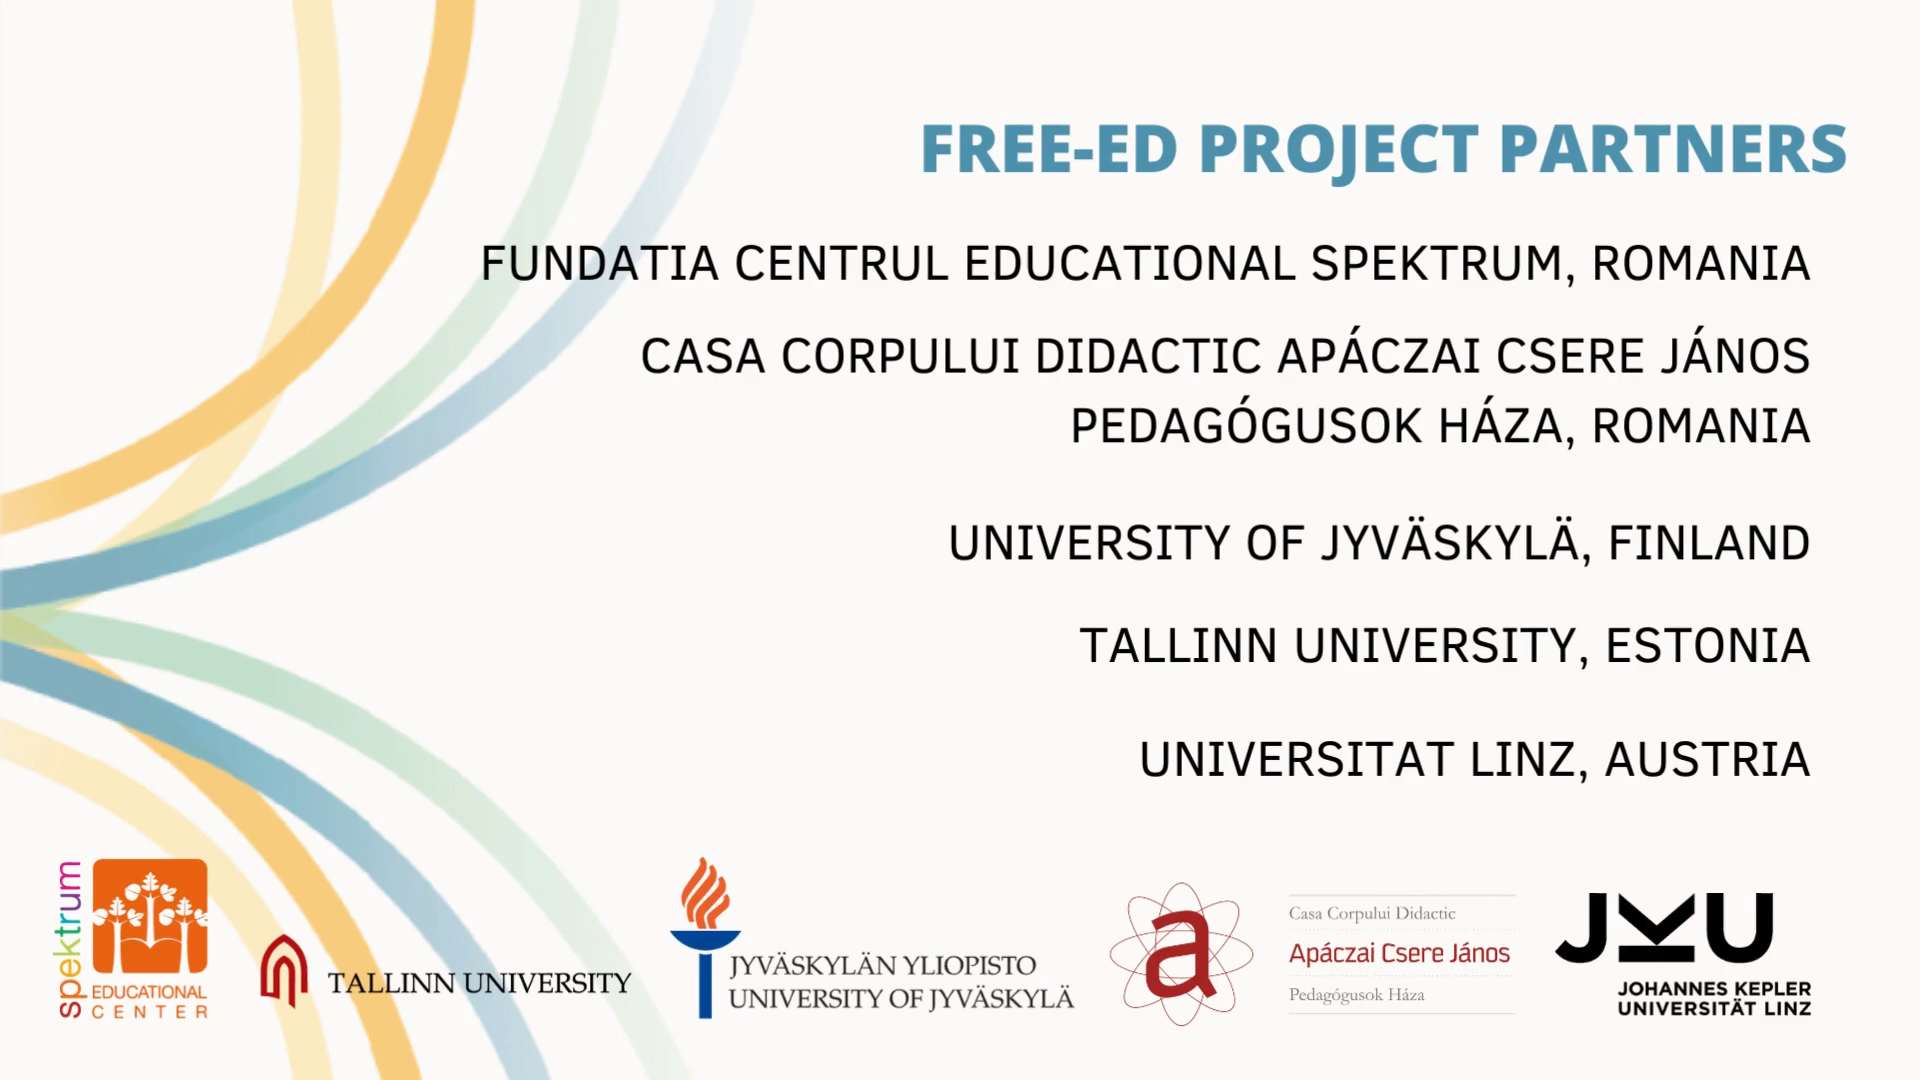 FREE-ED PROJECT PARTNERS
FUNDATIA CENTRUL EDUCATIONAL SPEKTRUM, ROMANIA
CASA CORPULUI DIDACTIC APÁCZAI CSERE JÁNOS
PEDAGÓGUSOK HÁZA, ROMANIA
UNIVERSITY OF JYVÄSKYLÄ, FINLAND
TALLINN UNIVERSITY, ESTONIA
UNIVERSITAT LINZ, AUSTRIA
spektrum
EDUCATIONAL
CENTER
TALLINN UNIVERSITY
JYVÄSKYLÄN YLIOPISTO
UNIVERSITY OF JYVÄSKYLÄ
a
Casa Corpului Didactic
Apáczai Csere János
Pedagógusok Háza
JKU
JOHANNES KEPLER
UNIVERSITÄT LINZ